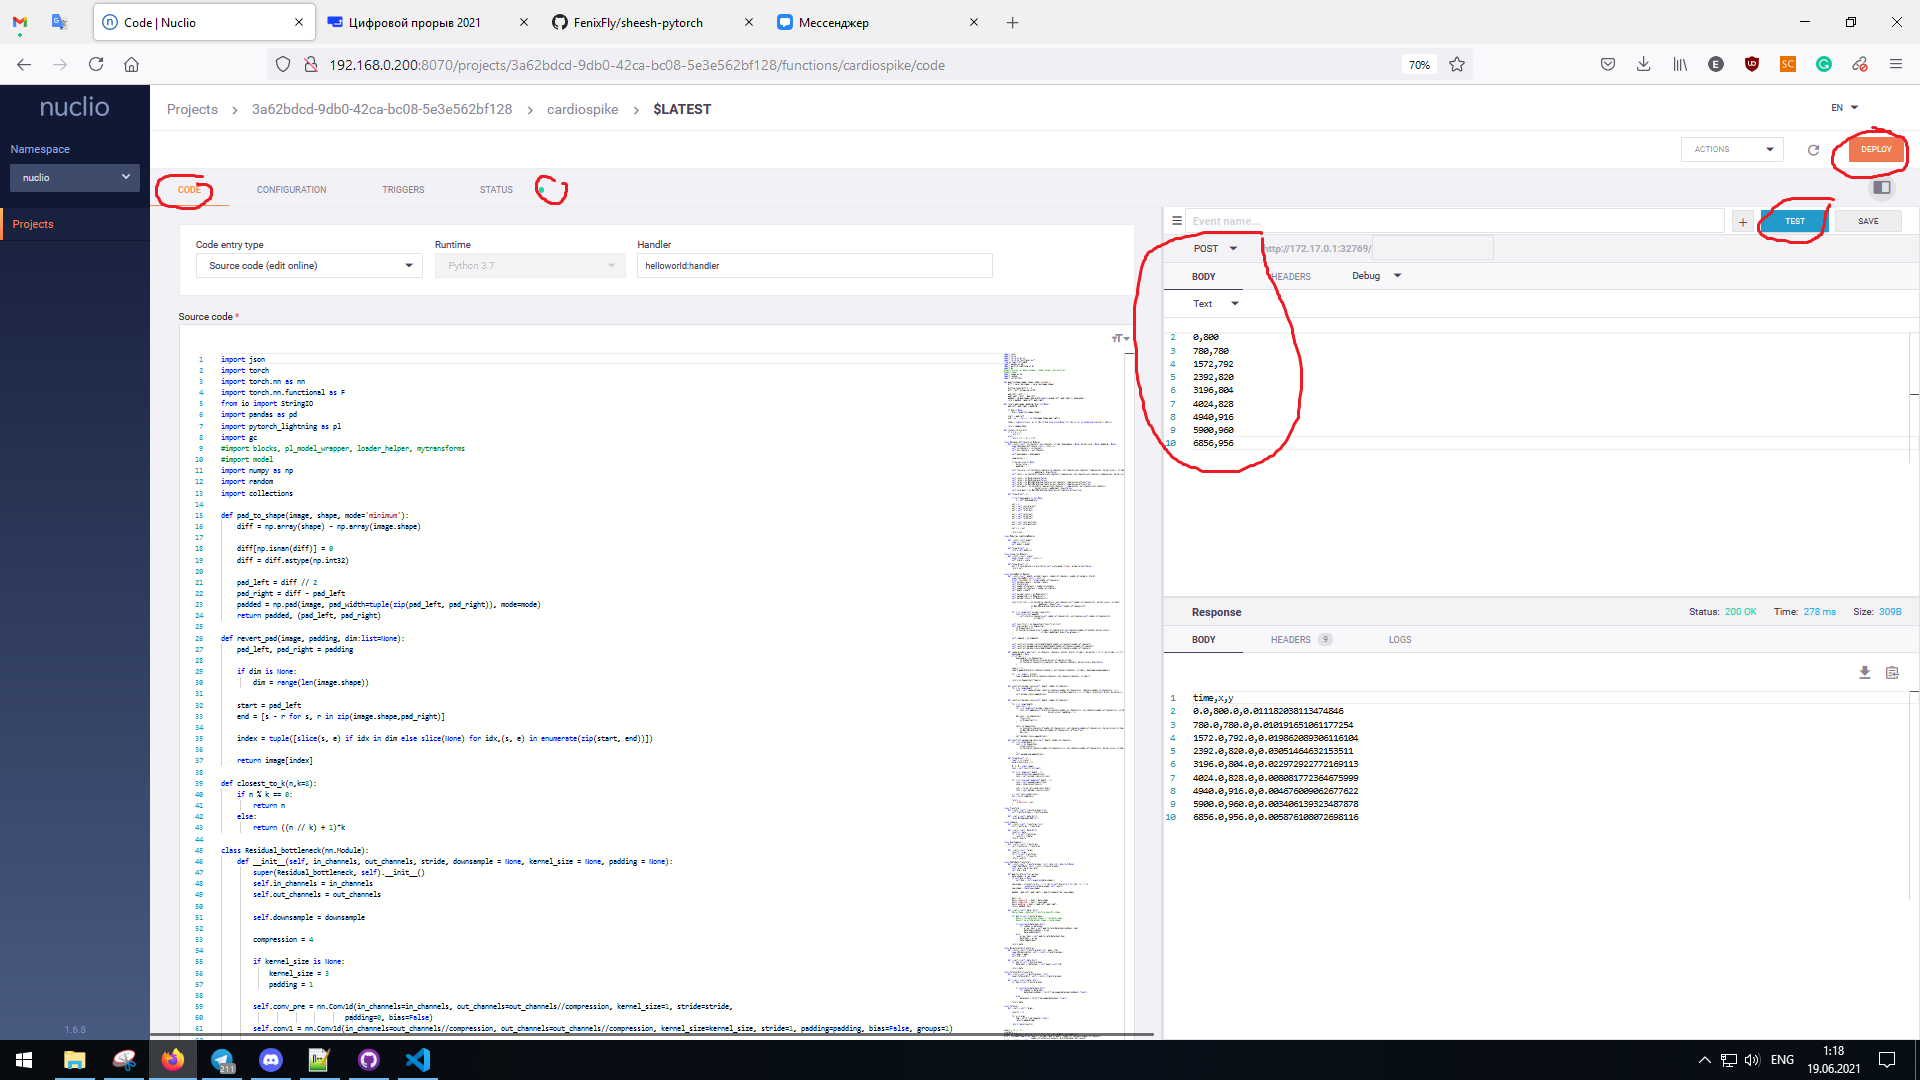 Code | Nuclio
Цифровой прорыв 2021
FenixFly/sheesh-pytorch
Мессенджер
192.168.0.200:8070/projects/3a62bdcd-9db0-42ca-bc08-5e3e562bf128/functions/cardiospike/code
70%
nuclio
Projects > 3a62bdcd-9db0-42ca-bc08-5e3e562bf128 > cardiospike > $LATEST
EN
Namespace
nuclio
Projects
1.6.8
ACTIONS
DEPLOY
CODE
CONFIGURATION
TRIGGERS
STATUS
Code entry type
Source code (edit online)
Runtime
Python 3.7
Handler
helloworld:handler
Source code *
1 import json
2 import torch
3 import torch.nn as nn
4 import torch.nn.functional as F
5 from io import StringIO
6 import pandas as pd
7 import pytorch_lightning as pl
8 import gc
9 #import blocks, pl_model_wrapper, loader_helper, mytransforms
10 #import model
11 import numpy as np
12 import random
13 import collections
14
15 def pad_to_shape(image, shape, mode='minimum'):
16 diff = np.array(shape) - np.array(image.shape)
17
18 diff[np.isnan(diff)] = 0
19 diff = diff.astype(np.int32)
20
21 pad_left = diff // 2
22 pad_right = diff - pad_left
23 padded = np.pad(image, pad_width=tuple(zip(pad_left, pad_right)), mode=mode)
24 return padded, (pad_left, pad_right)
25
26 def revert_pad(image, padding, dim:list=None):
27 pad_left, pad_right = padding
28
29 if dim is None:
30 dim = range(len(image.shape))
31
32 start = pad_left
33 end = [s - r for s, r in zip(image.shape,pad_right)]
34
35 index = tuple([slice(s, e) if idx in dim else slice(None) for idx,(s, e) in enumerate(zip(start, end))])
36
37 return image[index]
38
39 def closest_to_k(n,k=8):
40 if n % k == 0:
41 return n
42 else:
43 return ((n // k) + 1)*k
44
45 class Residual_bottleneck(nn.Module):
46 def __init__(self, in_channels, out_channels, stride, downsample = None, kernel_size = None, padding = None):
47 super(Residual_bottleneck, self).__init__()
48 self.in_channels = in_channels
49 self.out_channels = out_channels
50
51 self.downsample = downsample
52
53 compression = 4
54
55 if kernel_size is None:
56 kernel_size = 3
57 padding = 1
58
59 self.conv_pre = nn.Conv1d(in_channels=in_channels, out_channels=out_channels//compression, kernel_size=1, stride=stride,
60 padding=0, bias=False)
61 self.conv1 = nn.Conv1d(in_channels=out_channels//compression, out_channels=out_channels//compression, kernel_size=kernel_size, stride=1, padding=padding, bias=False, groups=1)
Event name...
+
TEST
SAVE
POST
http://172.17.0.1:32769/
BODY
HEADERS
Debug
Text
2 0,800
3 780,780
4 1572,792
5 2392,820
6 3196,804
7 4024,828
8 4940,916
9 5900,960
10 6856,956
Response
Status: 200 OK
Time: 278 ms
Size: 309B
BODY
HEADERS 9
LOGS
1 time,x,y
2 0.0,800.0,0.011182038113474846
3 780.0,780.0,0.010191651061177254
4 1572.0,792.0,0.019862089306116104
5 2392.0,820.0,0.03051464632153511
6 3196.0,804.0,0.022972922772169113
7 4024.0,828.0,0.008081772364675999
8 4940.0,916.0,0.004676009062677622
9 5900.0,960.0,0.003406139323487878
10 6856.0,956.0,0.005876108072698116
211
ENG
1:18
19.06.2021